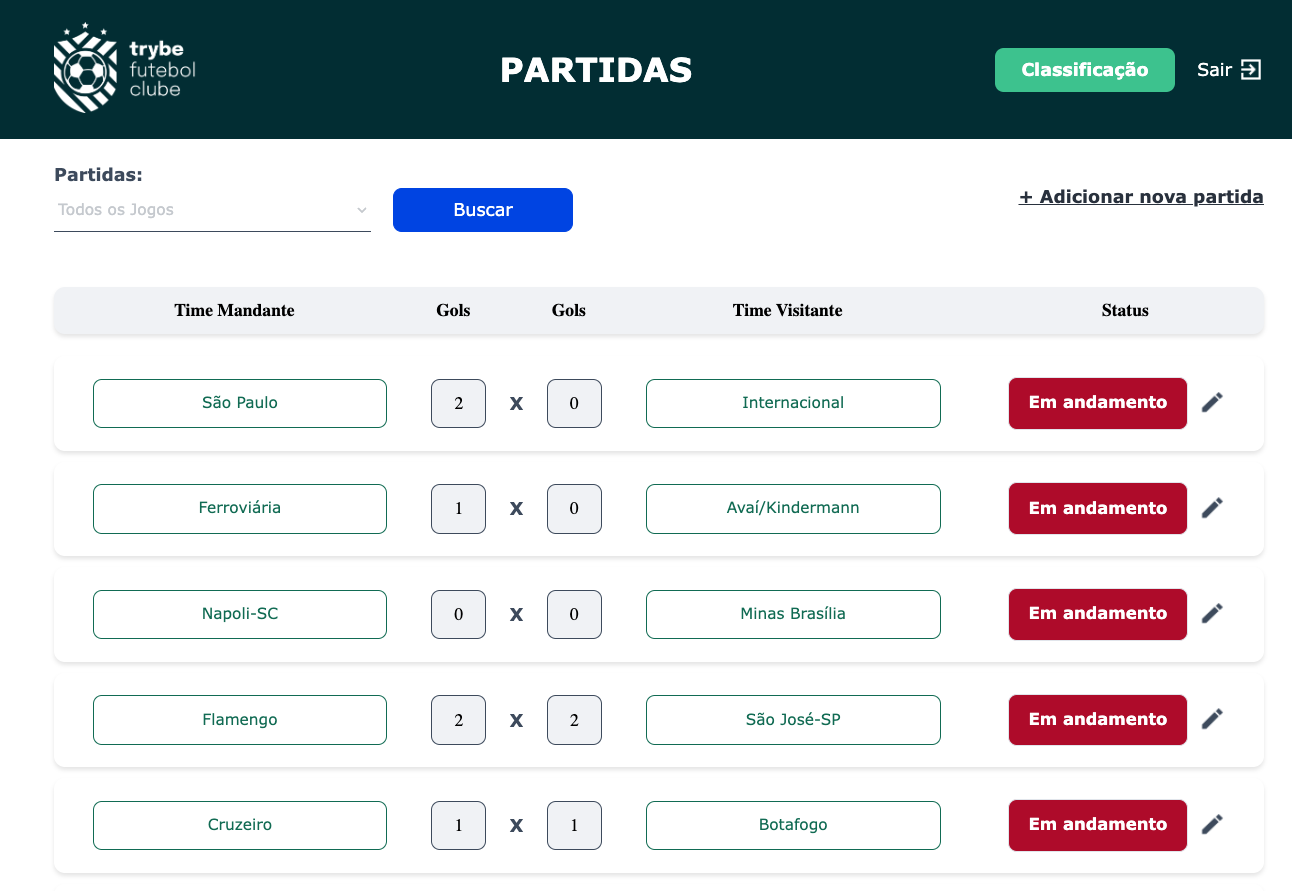 trybe
futebol
clube
PARTIDAS
Classificação
Sair
Partidas:
Todos os Jogos
Buscar
+ Adicionar nova partida
Time Mandante Gols Gols Time Visitante Status
São Paulo 2 X 0 Internacional Em andamento
Ferroviária 1 X 0 Avaí/Kindermann Em andamento
Napoli-SC 0 X 0 Minas Brasília Em andamento
Flamengo 2 X 2 São José-SP Em andamento
Cruzeiro 1 X 1 Botafogo Em andamento